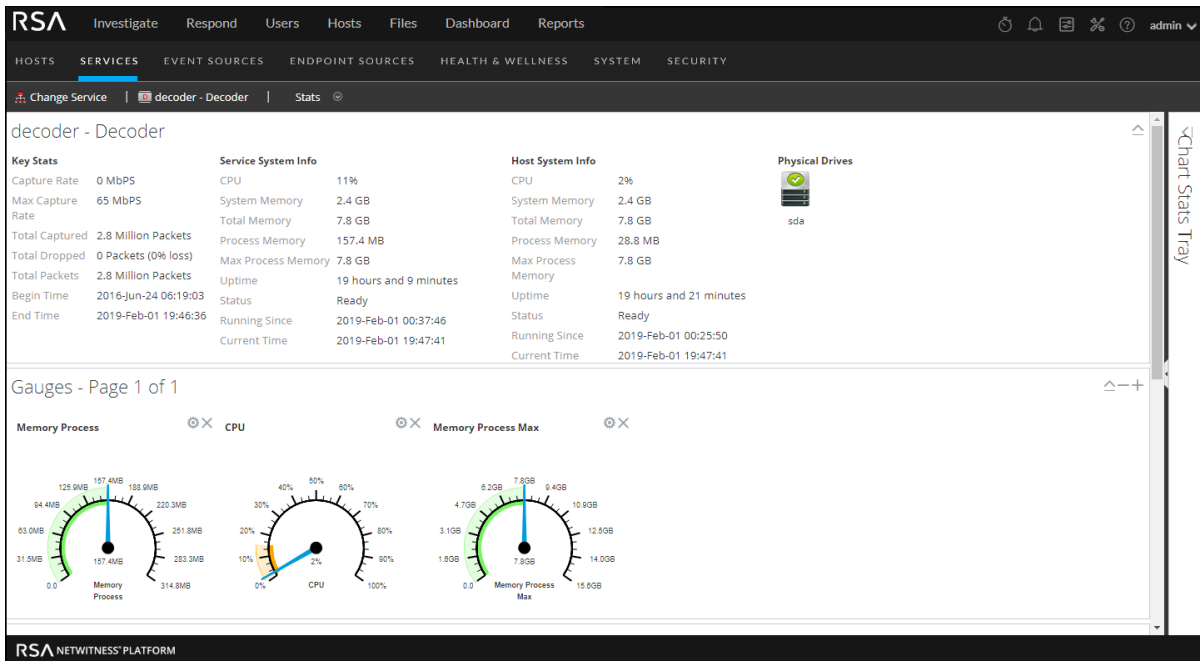 RSA Investigate Respond Users Hosts Files Dashboard Reports admin
HOSTS SERVICES EVENT SOURCES ENDPOINT SOURCES HEALTH & WELLNESS SYSTEM SECURITY
Change Service | decoder - Decoder | Stats
decoder - Decoder
Key Stats
Capture Rate 0 MbPS
Max Capture Rate 65 MbPS
Total Captured 2.8 Million Packets
Total Dropped 0 Packets (0% loss)
Total Packets 2.8 Million Packets
Begin Time 2016-Jun-24 06:19:03
End Time 2019-Feb-01 19:46:36
Service System Info
CPU 11%
System Memory 2.4 GB
Total Memory 7.8 GB
Process Memory 157.4 MB
Max Process Memory 7.8 GB
Uptime 19 hours and 9 minutes
Status Ready
Running Since 2019-Feb-01 00:37:46
Current Time 2019-Feb-01 19:47:41
Host System Info
CPU 2%
System Memory 2.4 GB
Total Memory 7.8 GB
Process Memory 28.8 MB
Max Process Memory 7.8 GB
Uptime 19 hours and 21 minutes
Status Ready
Running Since 2019-Feb-01 00:25:50
Current Time 2019-Feb-01 19:47:41
Physical Drives
sda
Chart Stats Tray
Gauges - Page 1 of 1
Memory Process
0.0 31.5MB 63.0MB 94.4MB 125.9MB 157.4MB 188.9MB 220.3MB 251.8MB 283.3MB 314.8MB
157.4MB
Memory
Process
CPU
0% 10% 20% 30% 40% 50% 60% 70% 80% 90% 100%
2%
CPU
Memory Process Max
0.0 1.6GB 3.1GB 4.7GB 6.2GB 7.8GB 9.4GB 10.9GB 12.5GB 14.0GB 15.6GB
7.8GB
Memory Process
Max
RSA NETWITNESS® PLATFORM